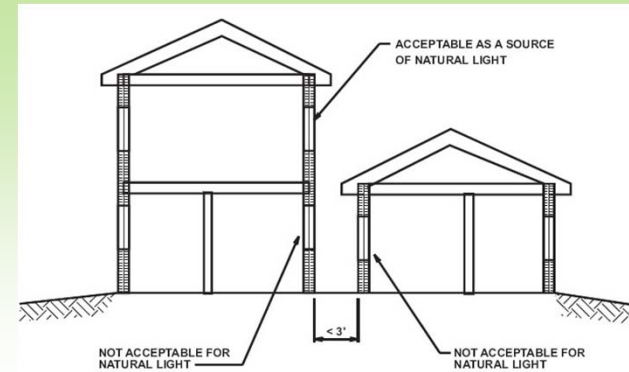 ACCEPTABLE AS A SOURCE
OF NATURAL LIGHT
< 3'
NOT ACCEPTABLE FOR
NATURAL LIGHT
NOT ACCEPTABLE FOR
NATURAL LIGHT